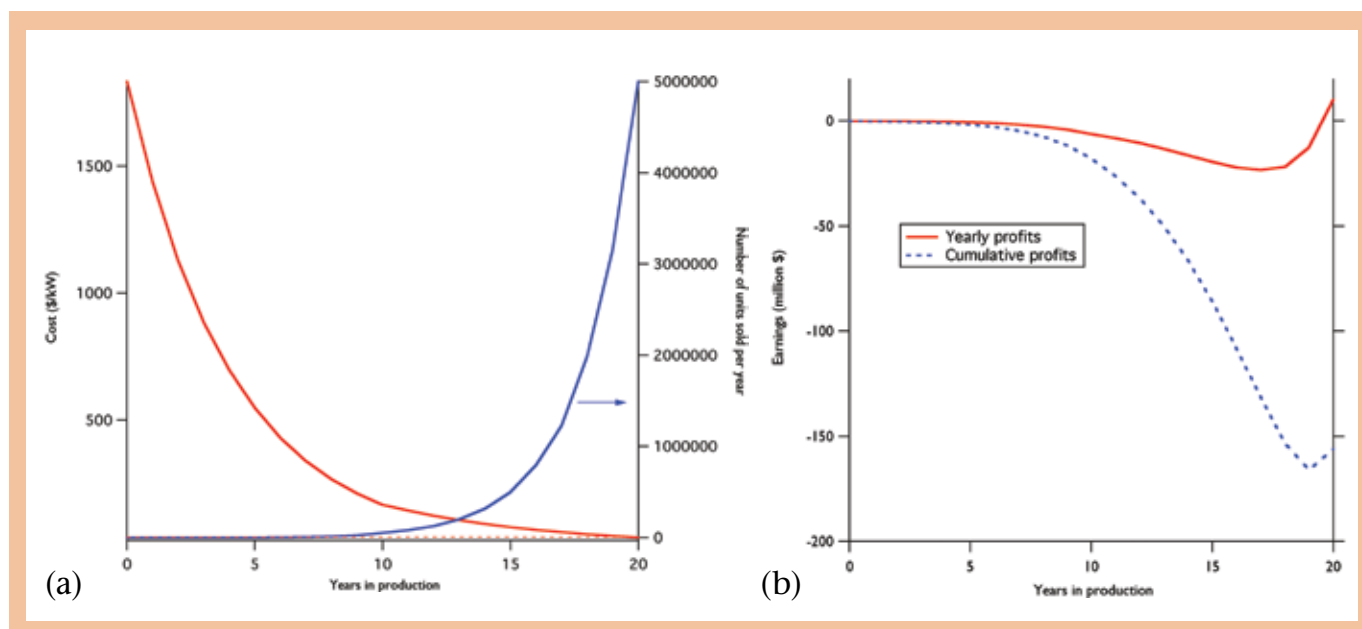 1500
1000
500
Cost ($/kW)
5000000
4000000
3000000
2000000
1000000
0
Number of units sold per year
0 5 10 15 20
Years in production
(a)
0
-50
-100
-150
-200
Earnings (million $)
Yearly profits
Cumulative profits
0 5 10 15 20
Years in production
(b)